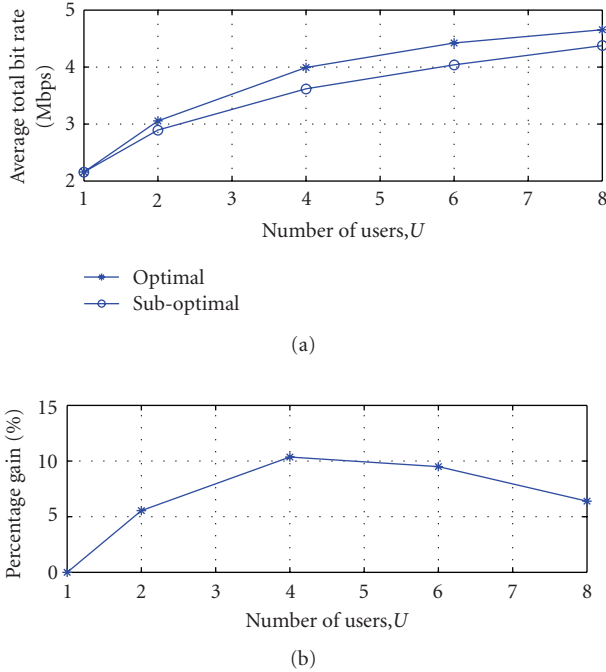 5
4
3
2
Average total bit rate
(Mbps)
1 2 3 4 5 6 7 8
Number of users,U
Optimal
Sub-optimal
(a)
15
10
5
0
Percentage gain (%)
1 2 3 4 5 6 7 8
Number of users,U
(b)